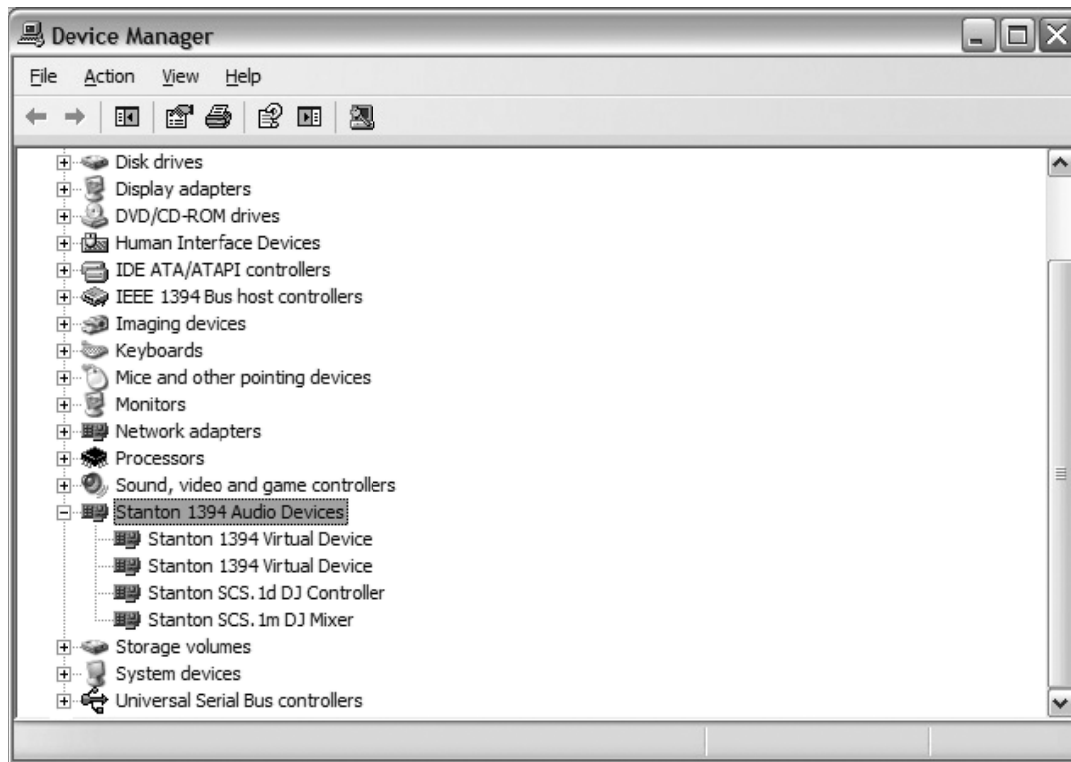 Device Manager
File Action View Help
Disk drives
Display adapters
DVD/CD-ROM drives
Human Interface Devices
IDE ATA/ATAPI controllers
IEEE 1394 Bus host controllers
Imaging devices
Keyboards
Mice and other pointing devices
Monitors
Network adapters
Processors
Sound, video and game controllers
Stanton 1394 Audio Devices
Stanton 1394 Virtual Device
Stanton 1394 Virtual Device
Stanton SCS.1d DJ Controller
Stanton SCS.1m DJ Mixer
Storage volumes
System devices
Universal Serial Bus controllers